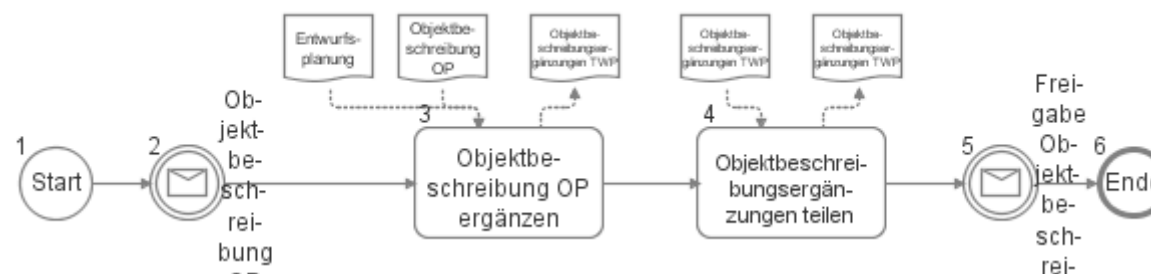 Entwurfs-
planung
Objektbe-
schreibung
OP
Objektbe-
schreibungser-
gänzungen TWP
Objektbe-
schreibungser-
gänzungen TWP
Objektbe-
schreibungser-
gänzungen TWP
1
Start
2
Ob-
jekt-
be-
sch-
rei-
bung
3
Objektbe-
schreibung OP
ergänzen
4
Objektbeschrei-
bungsergän-
zungen teilen
5
Frei-
gabe
Ob-
jekt-
be-
sch-
rei-
6
Ende